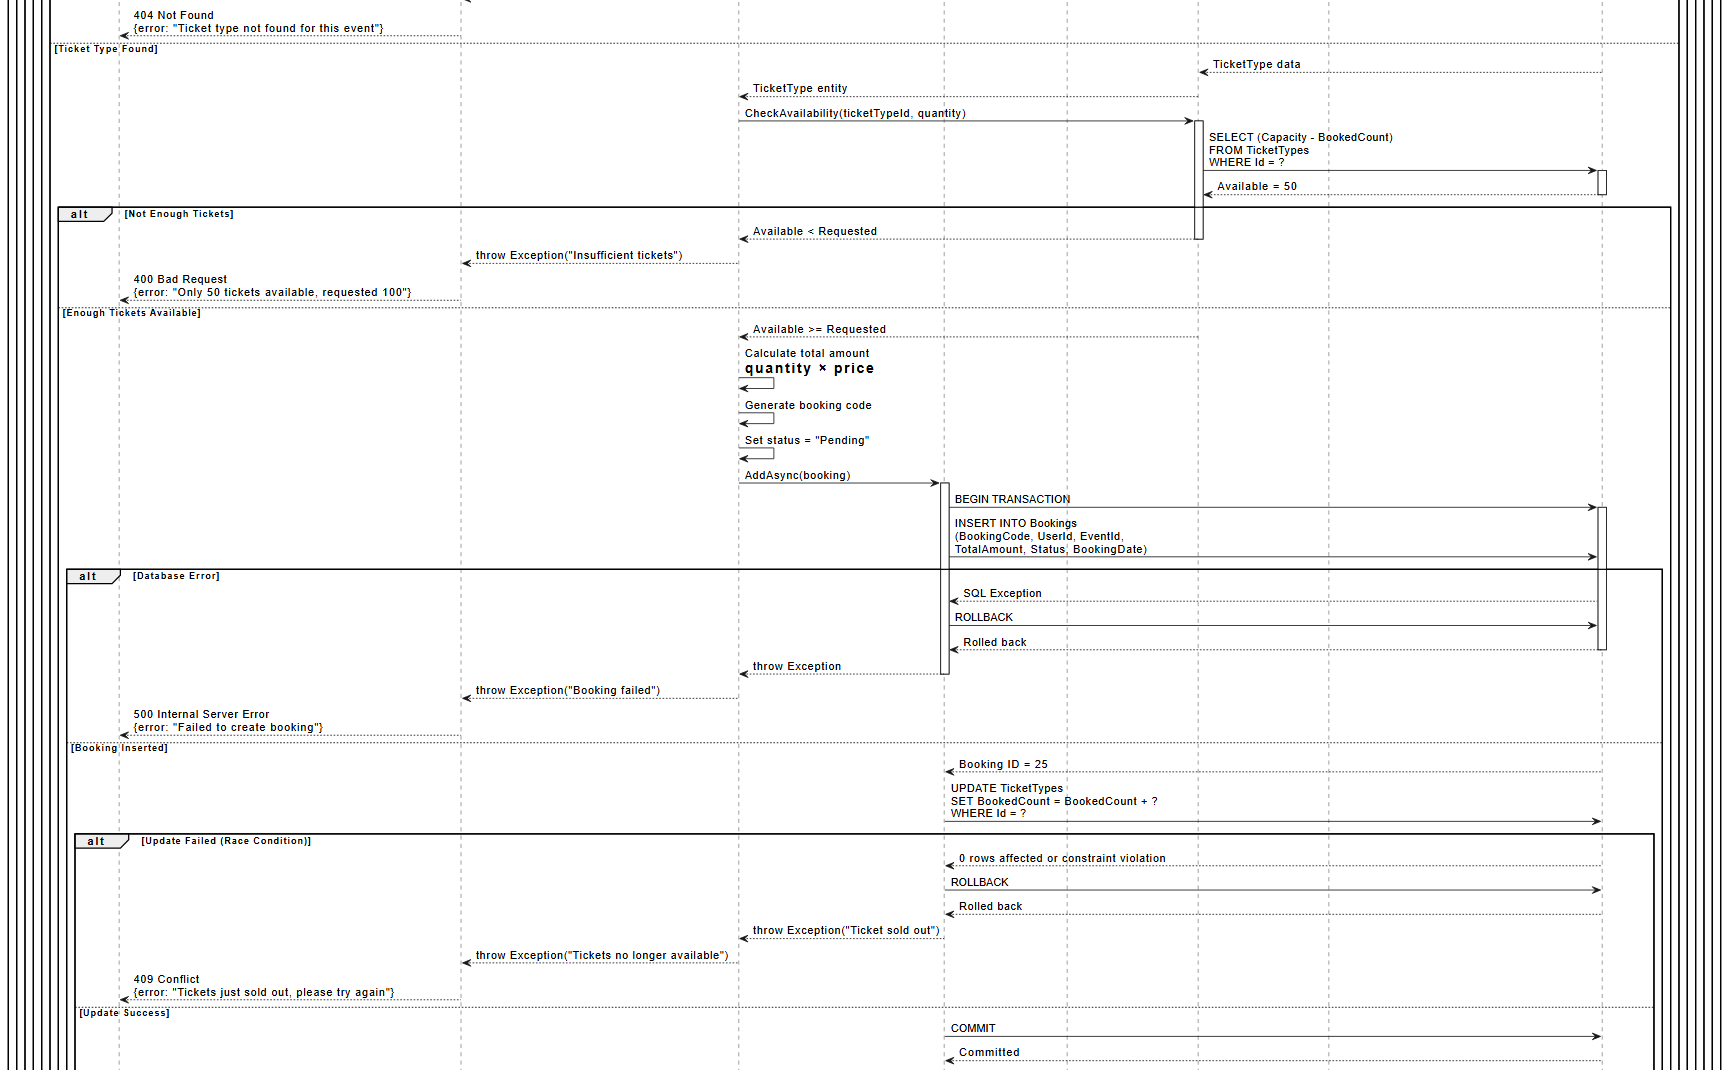 404 Not Found
{error: "Ticket type not found for this event"}
[Ticket Type Found]
TicketType data
TicketType entity
CheckAvailability(ticketTypeId, quantity)
SELECT (Capacity - BookedCount)
FROM TicketTypes
WHERE Id = ?
Available = 50
alt [Not Enough Tickets]
Available < Requested
throw Exception("Insufficient tickets")
400 Bad Request
{error: "Only 50 tickets available, requested 100"}
[Enough Tickets Available]
Available >= Requested
Calculate total amount
quantity × price
Generate booking code
Set status = "Pending"
AddAsync(booking)
BEGIN TRANSACTION
INSERT INTO Bookings
(BookingCode, UserId, EventId,
TotalAmount, Status, BookingDate)
alt [Database Error]
SQL Exception
ROLLBACK
Rolled back
throw Exception
throw Exception("Booking failed")
500 Internal Server Error
{error: "Failed to create booking"}
[Booking Inserted]
Booking ID = 25
UPDATE TicketTypes
SET BookedCount = BookedCount + ?
WHERE Id = ?
alt [Update Failed (Race Condition)]
0 rows affected or constraint violation
ROLLBACK
Rolled back
throw Exception("Ticket sold out")
throw Exception("Tickets no longer available")
409 Conflict
{error: "Tickets just sold out, please try again"}
[Update Success]
COMMIT
Committed